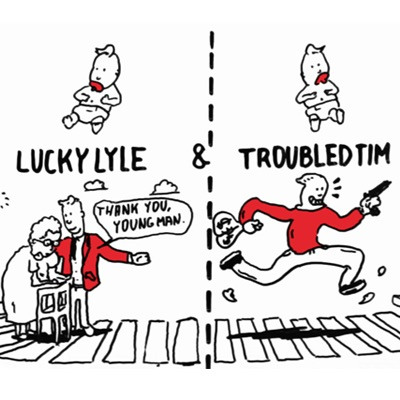 LUCKY LYLE & TROUBLED TIM
THANK YOU,
YOUNG MAN.